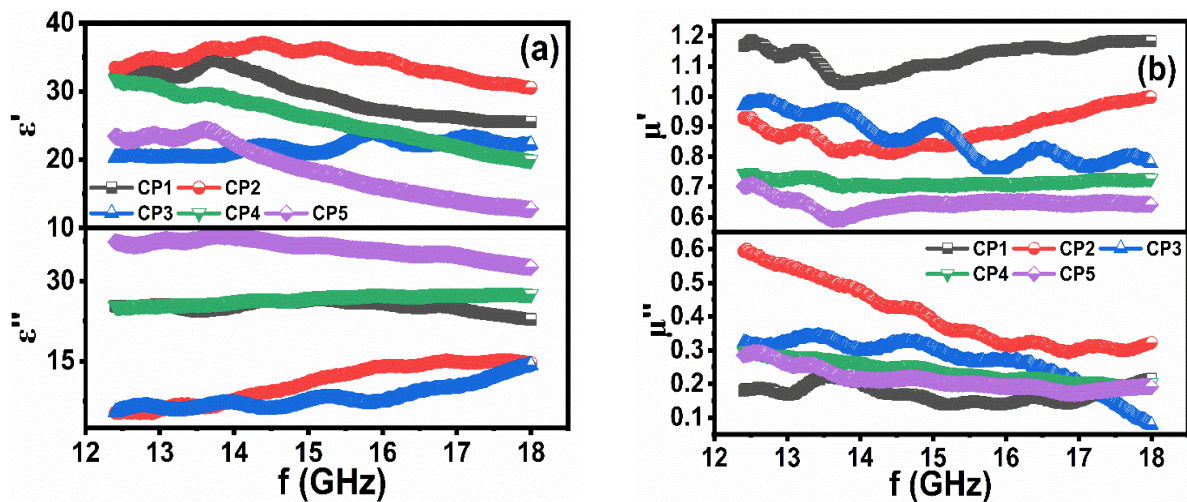 (a)
ε'
40
30
20
10
CP1 CP2
CP3 CP4 CP5
ε''
30
15
12 13 14 15 16 17 18
f (GHz)
(b)
μ'
1.2
1.1
1.0
0.9
0.8
0.7
0.6
μ''
0.6
0.5
0.4
0.3
0.2
0.1
CP1 CP2 CP3
CP4 CP5
12 13 14 15 16 17 18
f (GHz)